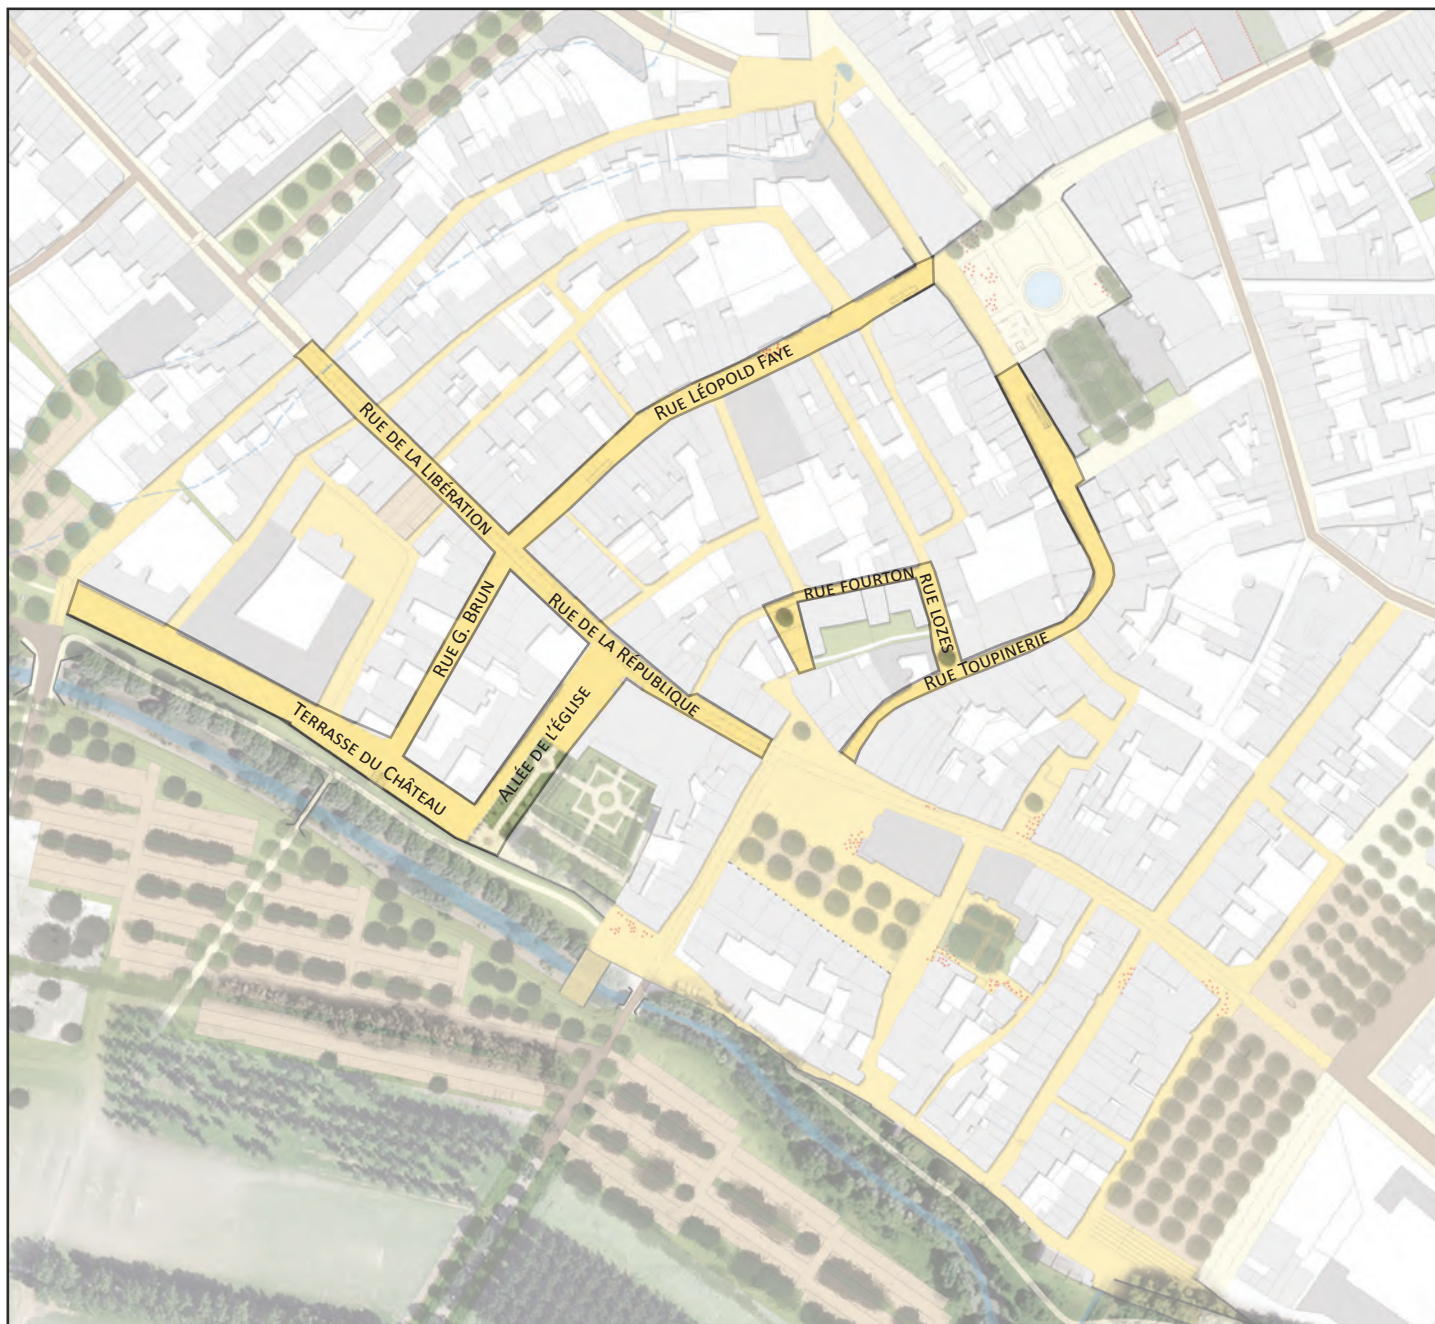 Rue Léopold Faye
Rue de la Libération
Rue Fourton
Rue Lozes
Rue G. Brun
Rue de la République
Rue Toupinerie
Allée de l'Église
Terrasse du Château